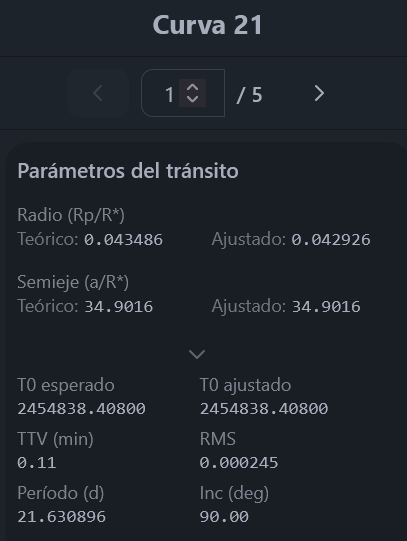 Curva 21
1 / 5
Parámetros del tránsito
Radio (Rp/R*)
Teórico: 0.043486 Ajustado: 0.042926
Semieje (a/R*)
Teórico: 34.9016 Ajustado: 34.9016
T0 esperado T0 ajustado
2454838.40800 2454838.40800
TTV (min) RMS
0.11 0.000245
Período (d) Inc (deg)
21.630896 90.00